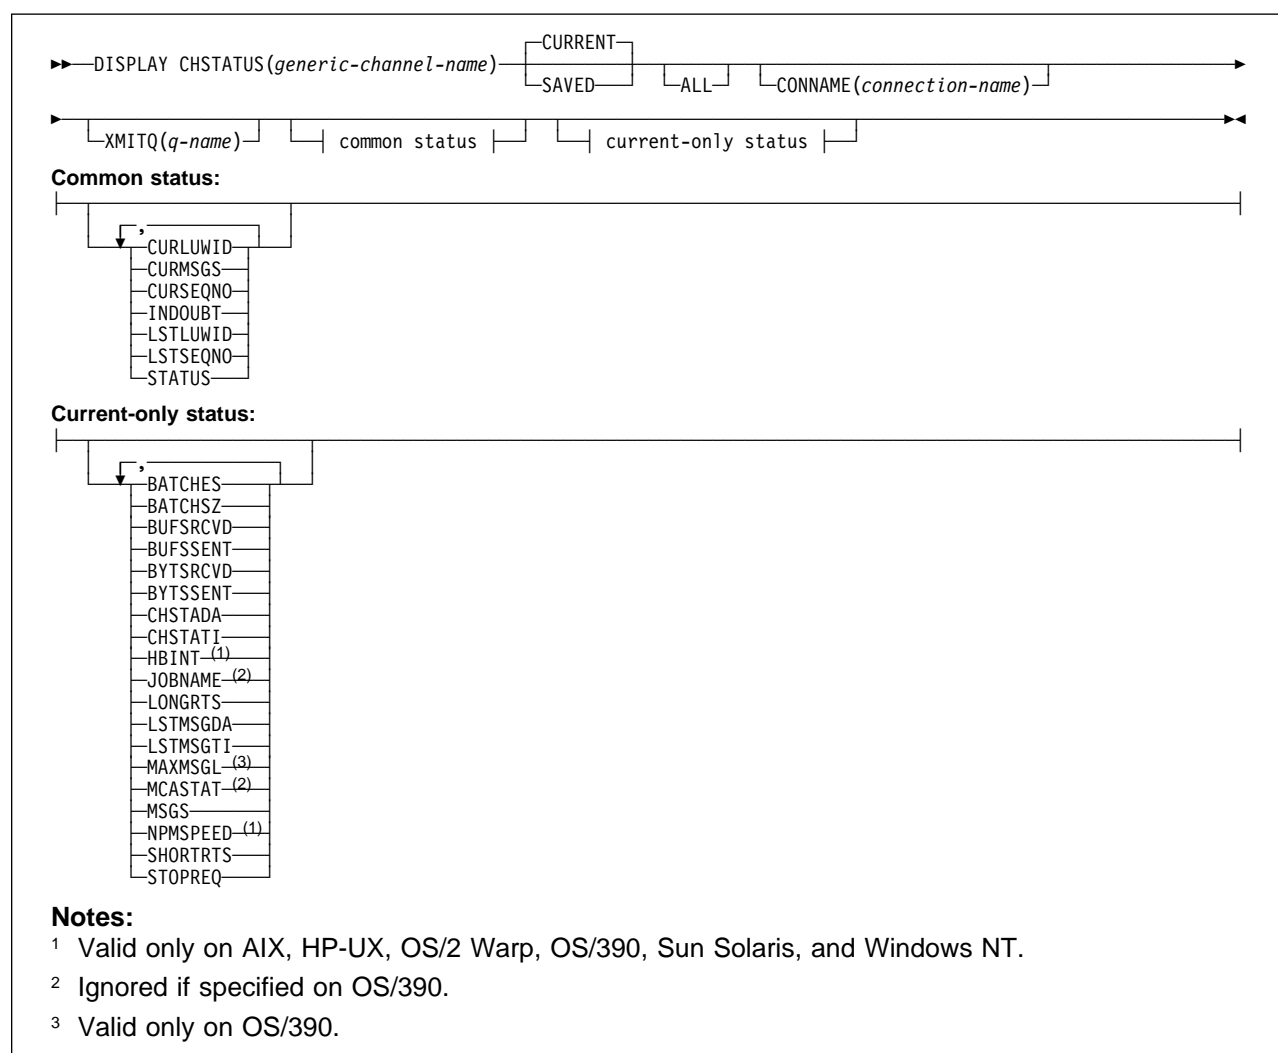 CURRENT
DISPLAY CHSTATUS(generic-channel-name)
SAVED ALL CONNAME(connection-name)
XMITQ(q-name) common status current-only status
Common status:
,
CURLUWID
CURMSGS
CURSEQNO
INDOUBT
LSTLUWID
LSTSEQNO
STATUS
Current-only status:
,
BATCHES
BATCHSZ
BUFSRCVD
BUFSSENT
BYTSRCVD
BYTSSENT
CHSTADA
CHSTATI
HBINT (1)
JOBNAME (2)
LONGRTS
LSTMSGDA
LSTMSGTI
MAXMSGL (3)
MCASTAT (2)
MSGS
NPMSPEED (1)
SHORTRTS
STOPREQ
Notes:
1 Valid only on AIX, HP-UX, OS/2 Warp, OS/390, Sun Solaris, and Windows NT.
2 Ignored if specified on OS/390.
3 Valid only on OS/390.